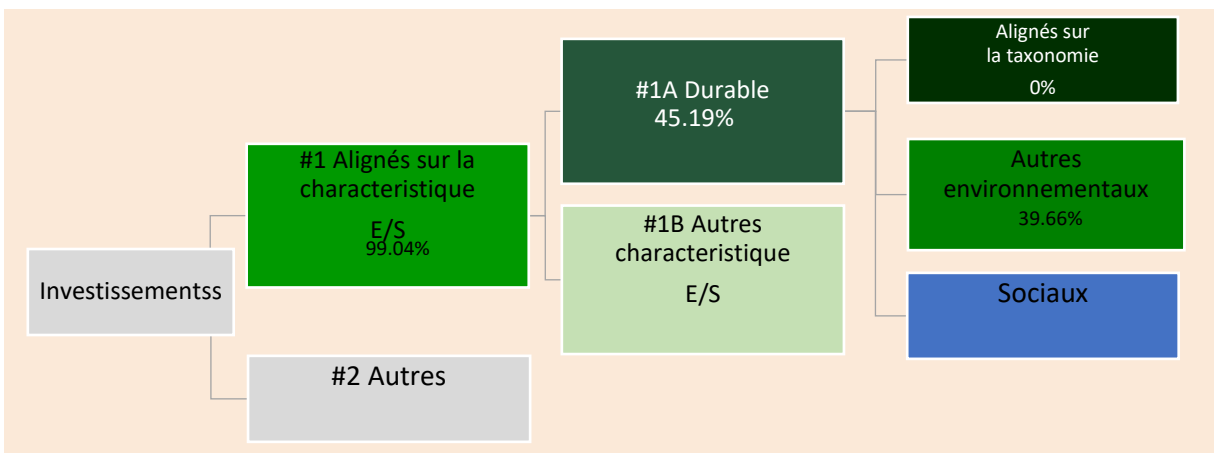 Investissementss
#1 Alignés sur la
characteristique
E/S
99.04%
#2 Autres
#1A Durable
45.19%
#1B Autres
characteristique
E/S
Alignés sur
la taxonomie
0%
Autres
environnementaux
39.66%
Sociaux